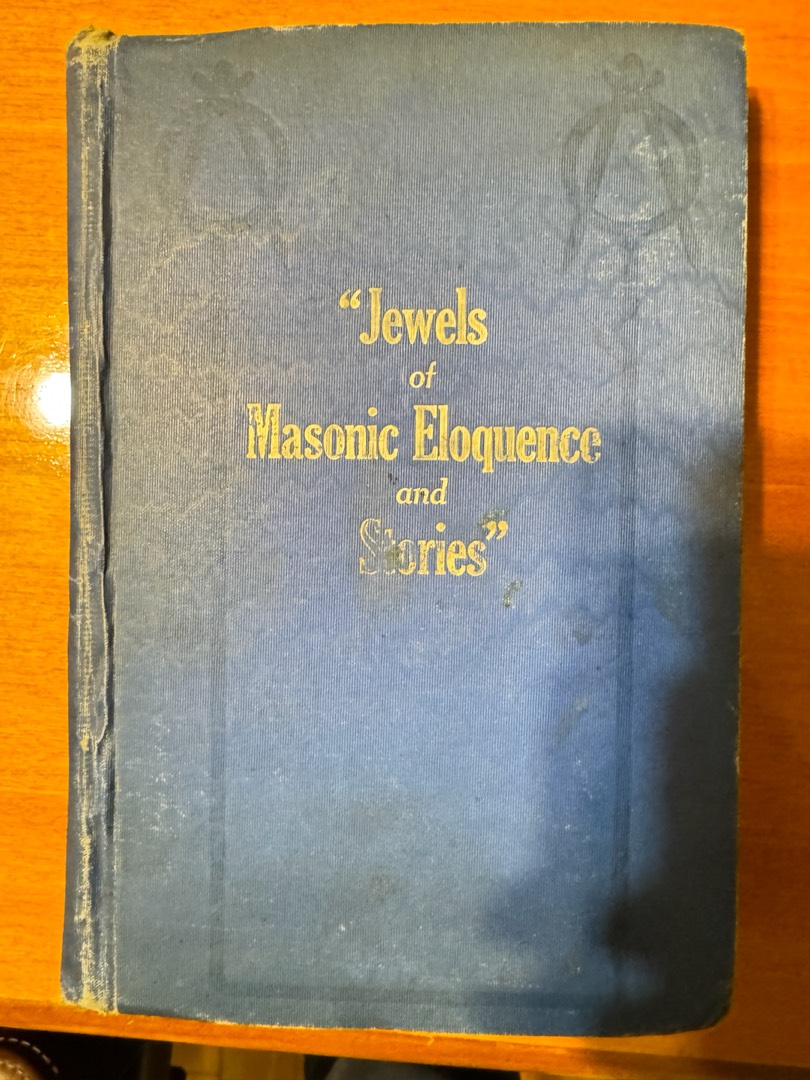 “Jewels
of
Masonic Eloquence
and
Stories”